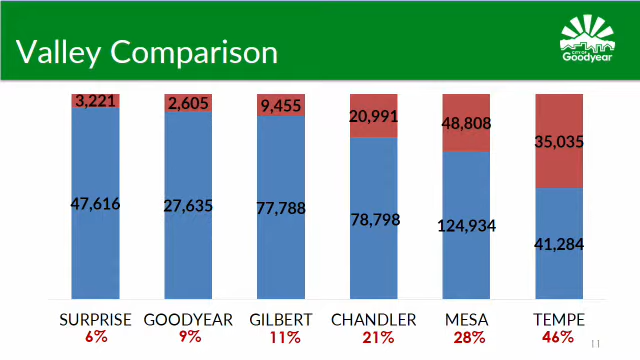 Valley Comparison
CITY OF
Goodyear
3,221 2,605 9,455 20,991 48,808 35,035
47,616 27,635 77,788 78,798 124,934 41,284
SURPRISE GOODYEAR GILBERT CHANDLER MESA TEMPE
6% 9% 11% 21% 28% 46%
11